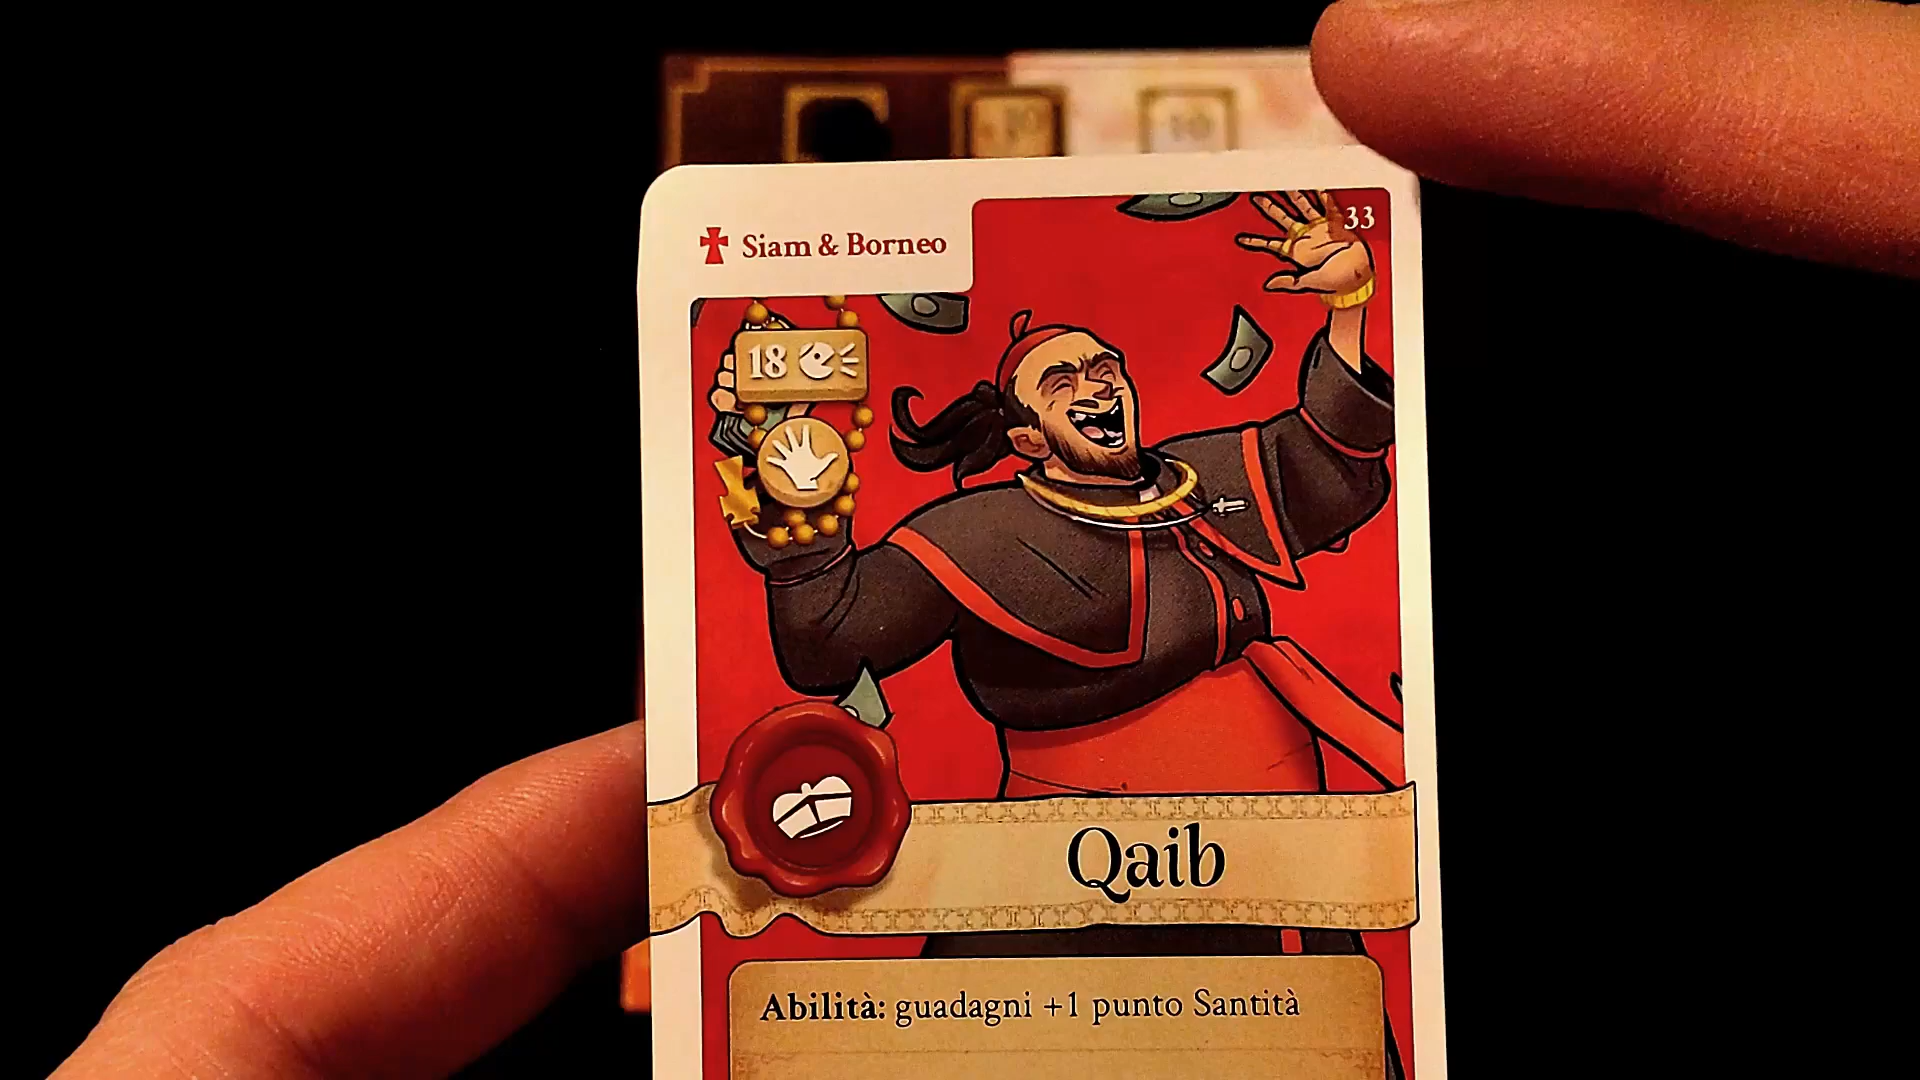 Siam & Borneo
33
18
Qaib
Abilità: guadagni +1 punto Santità